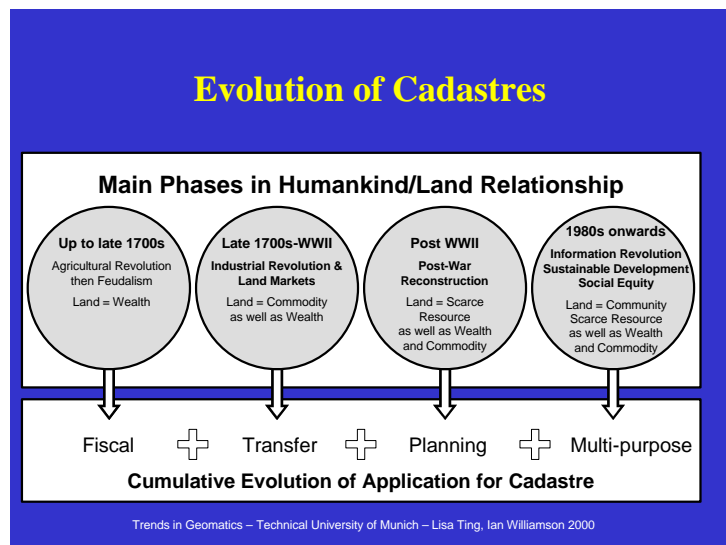 Evolution of Cadastres
Main Phases in Humankind/Land Relationship
Up to late 1700s
Agricultural Revolution
then Feudalism
Land = Wealth
Late 1700s-WWII
Industrial Revolution &
Land Markets
Land = Commodity
as well as Wealth
Post WWII
Post-War
Reconstruction
Land = Scarce
Resource
as well as Wealth
and Commodity
1980s onwards
Information Revolution
Sustainable Development
Social Equity
Land = Community
Scarce Resource
as well as Wealth
and Commodity
Fiscal
Transfer
Planning
Multi-purpose
Cumulative Evolution of Application for Cadastre
Trends in Geomatics – Technical University of Munich – Lisa Ting, Ian Williamson 2000